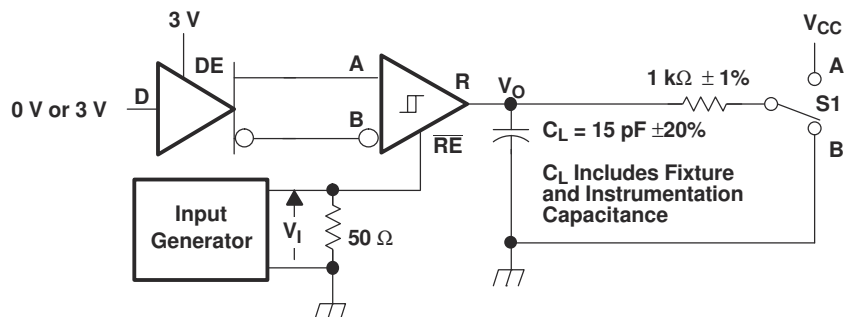 3 V
V_CC
DE
A
R
V_O
1 kΩ ± 1%
A
0 V or 3 V
D
S1
B
R̅E̅
C_L = 15 pF ±20%
B
C_L Includes Fixture
and Instrumentation
Capacitance
Input
Generator
V_I
50 Ω